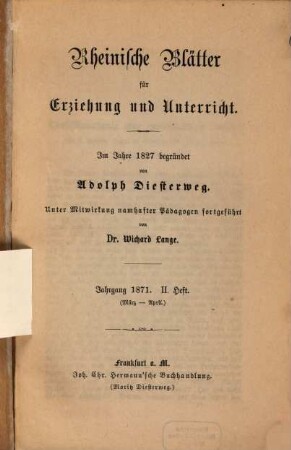 Rheinische Blätter
für
Erziehung und Unterricht.
Im Jahre 1827 begründet
von
Adolph Diesterweg.
Unter Mitwirkung namhafter Pädagogen fortgeführt
von
Dr. Wichard Lange.
Jahrgang 1871. II. Heft.
(März — April.)
Frankfurt a. M.
Joh. Chr. Hermann'sche Buchhandlung.
(Moritz Diesterweg.)